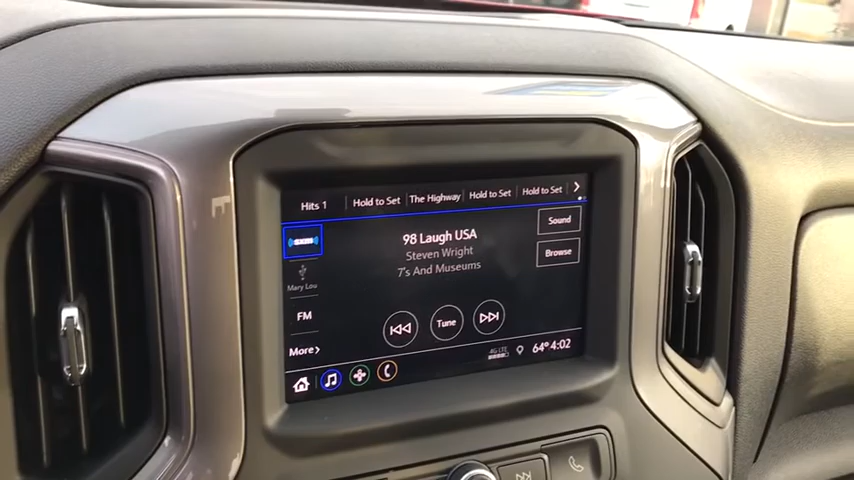 Hits 1 Hold to Set The Highway Hold to Set Hold to Set
98 Laugh USA
Sound
Steven Wright
7's And Museums
Browse
Mary Lou
FM
Tune
More
4G LTE
64° 4:02